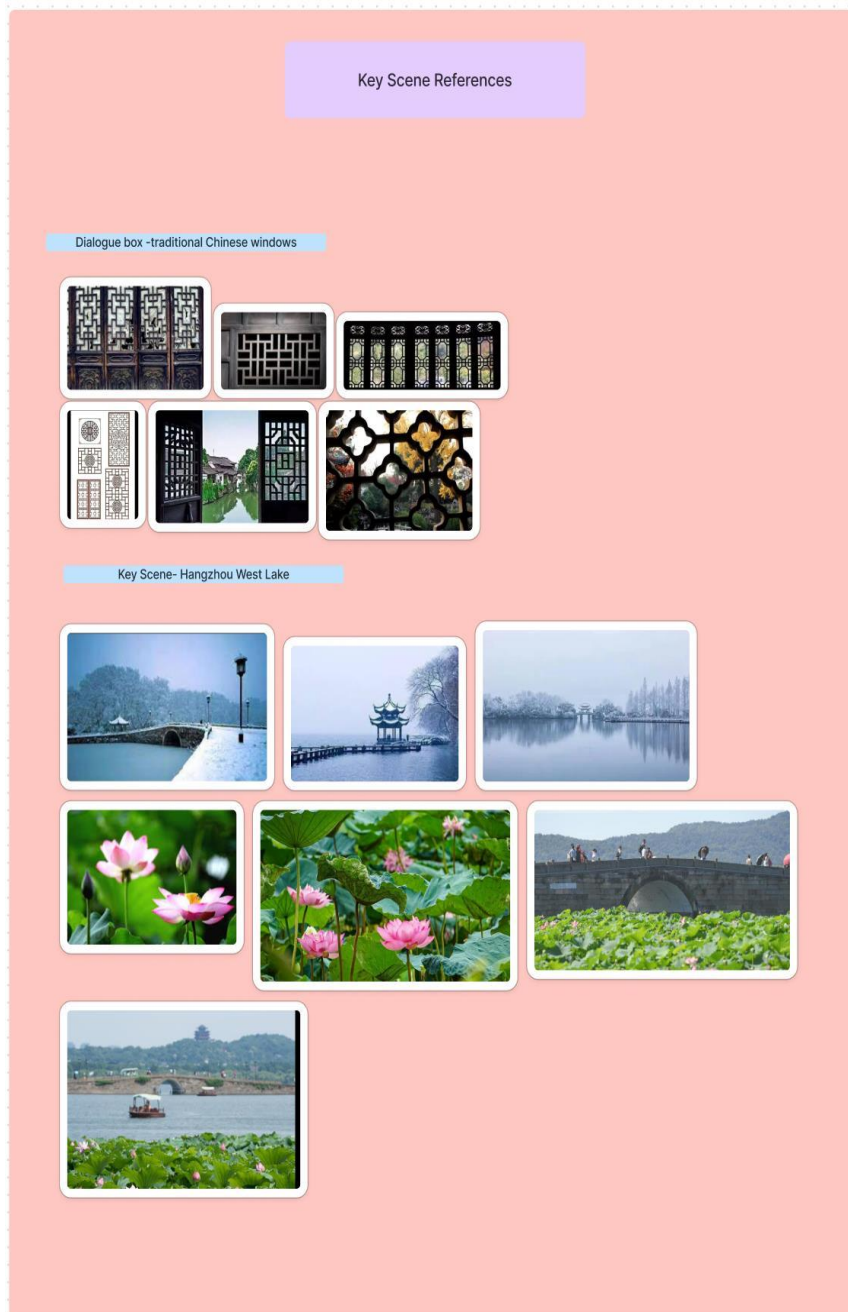 Key Scene References
Dialogue box -traditional Chinese windows
Key Scene- Hangzhou West Lake